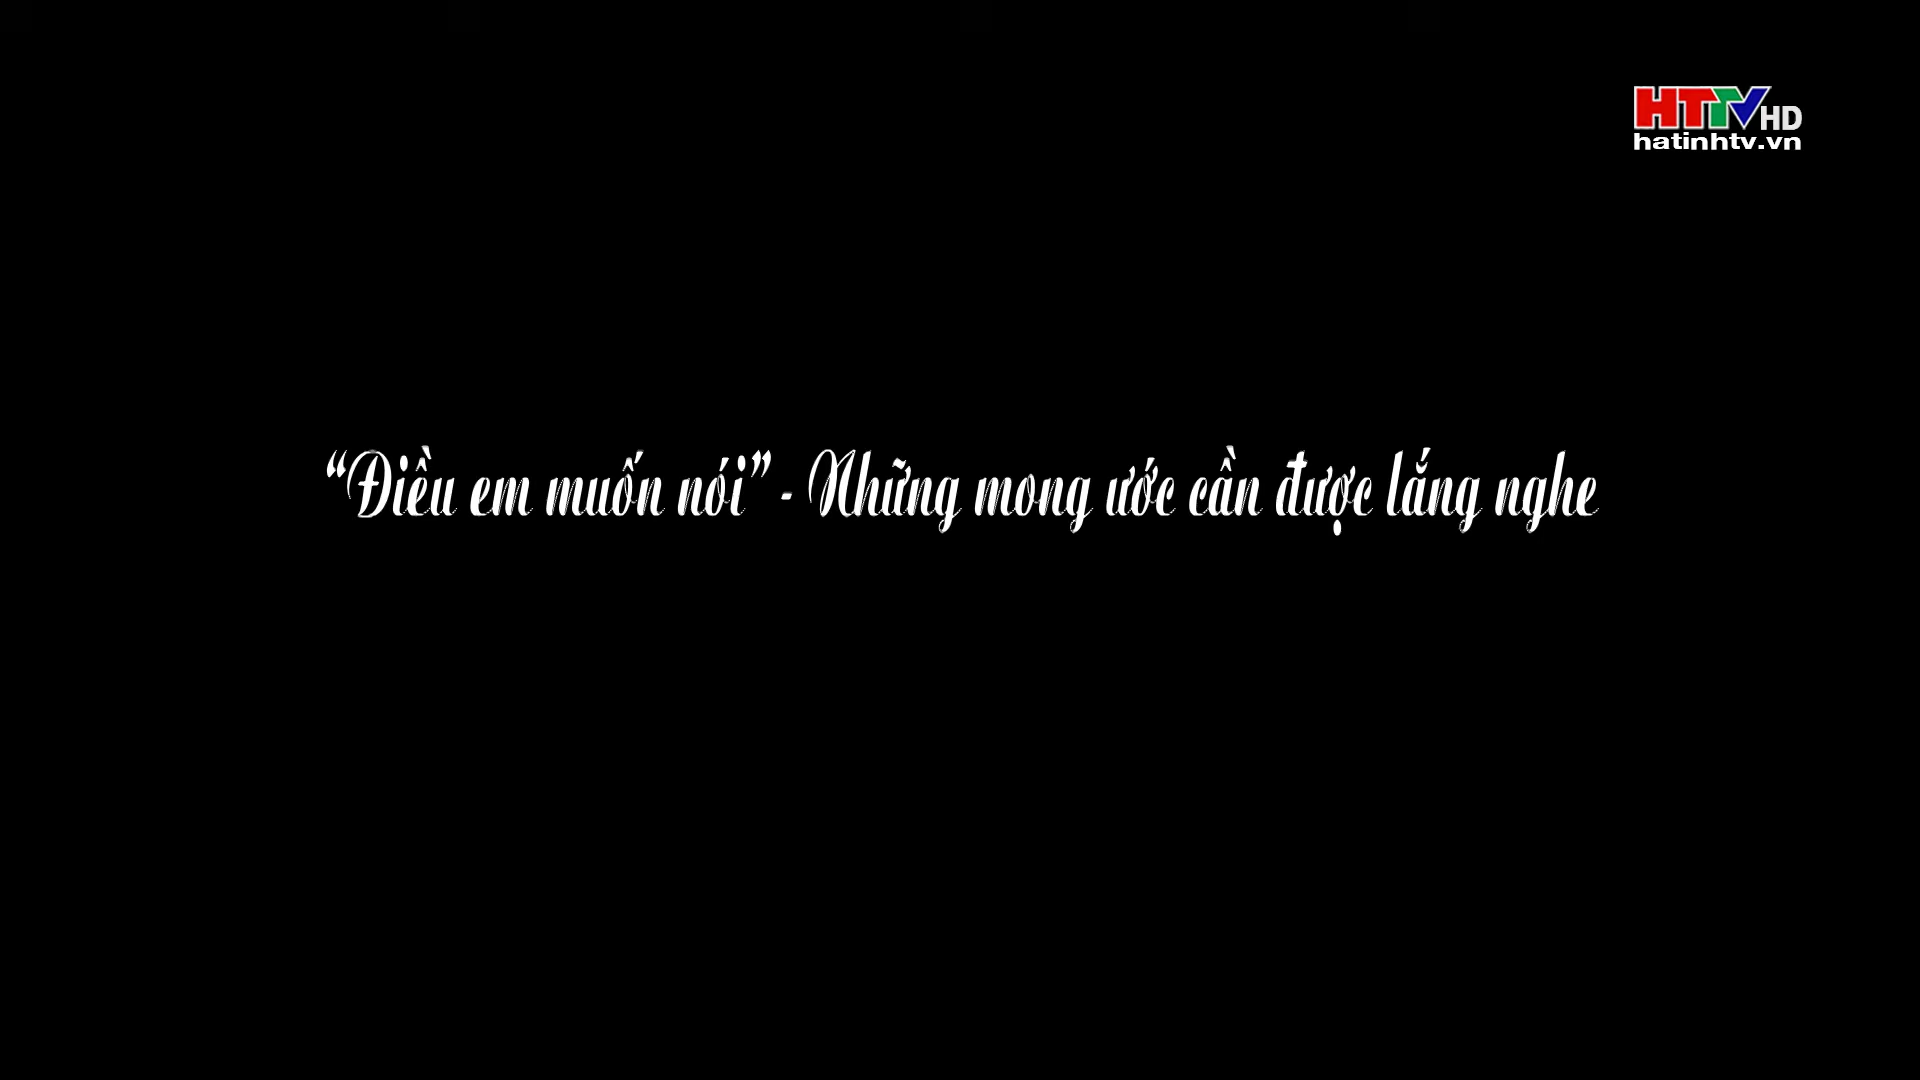 HTTV HD
hatinhtv.vn
“Điều em muốn nói” - Những mong ước cần được lắng nghe